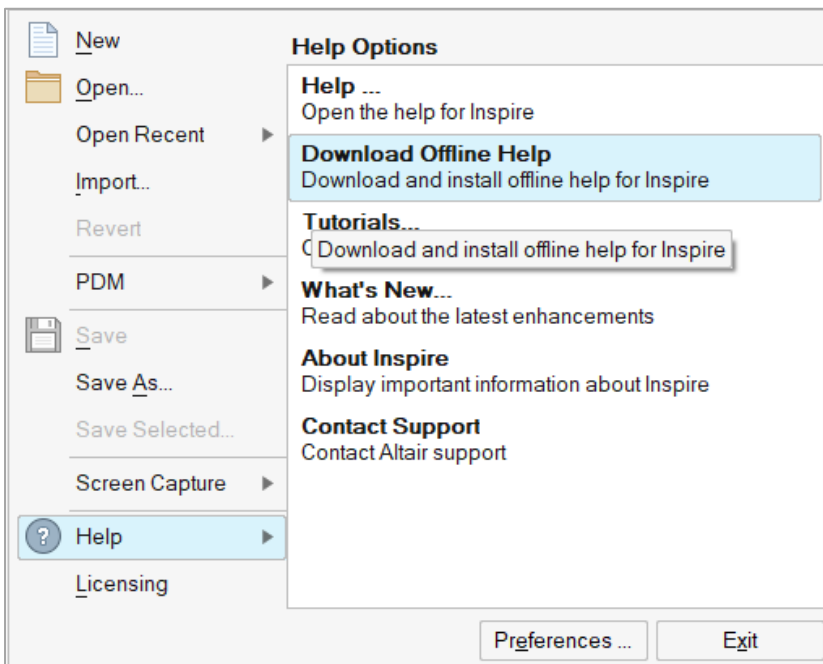 New
Open...
Open Recent
Import...
Revert
PDM
Save
Save As...
Save Selected...
Screen Capture
Help
Licensing
Help Options
Help ...
Open the help for Inspire
Download Offline Help
Download and install offline help for Inspire
Tutorials...
Download and install offline help for Inspire
What's New...
Read about the latest enhancements
About Inspire
Display important information about Inspire
Contact Support
Contact Altair support
Preferences ...
Exit